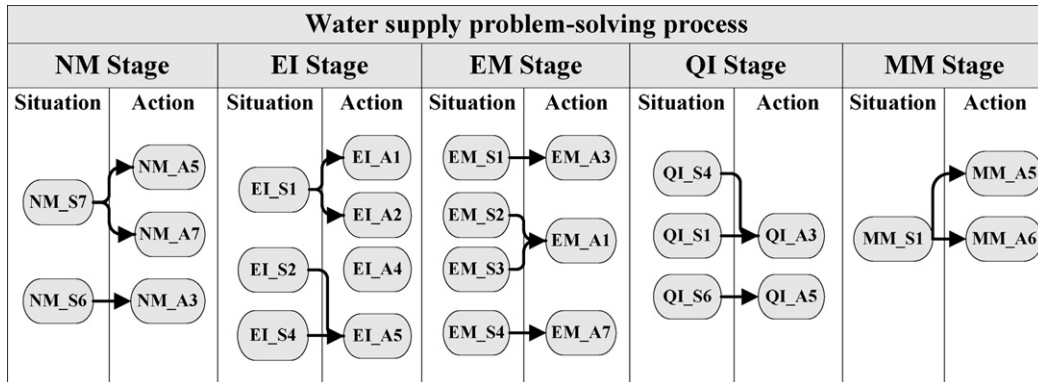 Water supply problem-solving process
NM Stage EI Stage EM Stage QI Stage MM Stage
Situation Action Situation Action Situation Action Situation Action Situation Action
NM_S7 NM_A5
NM_A7
NM_S6 NM_A3
EI_S1 EI_A1
EI_A2
EI_S2 EI_A4
EI_S4 EI_A5
EM_S1 EM_A3
EM_S2
EM_A1
EM_S3
EM_S4 EM_A7
QI_S4
QI_S1 QI_A3
QI_S6 QI_A5
MM_A5
MM_S1 MM_A6